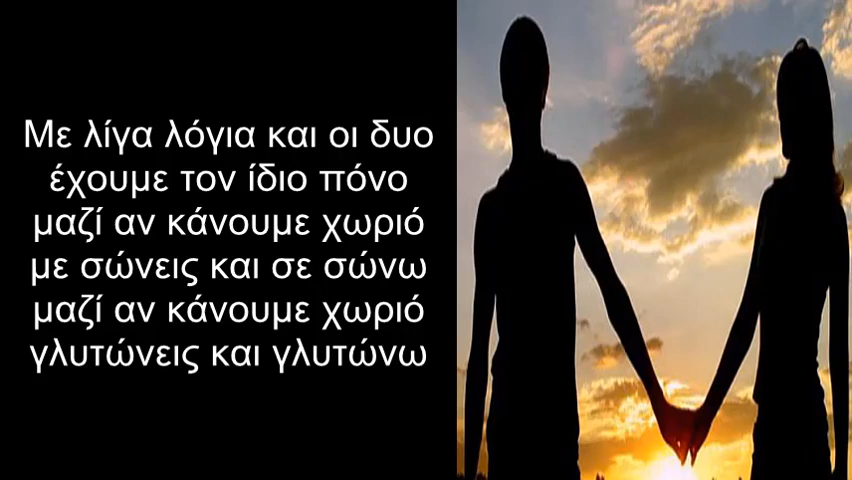 Με λίγα λόγια και οι δυο
έχουμε τον ίδιο πόνο
μαζί αν κάνουμε χωριό
με σώνεις και σε σώνω
μαζί αν κάνουμε χωριό
γλυτώνεις και γλυτώνω